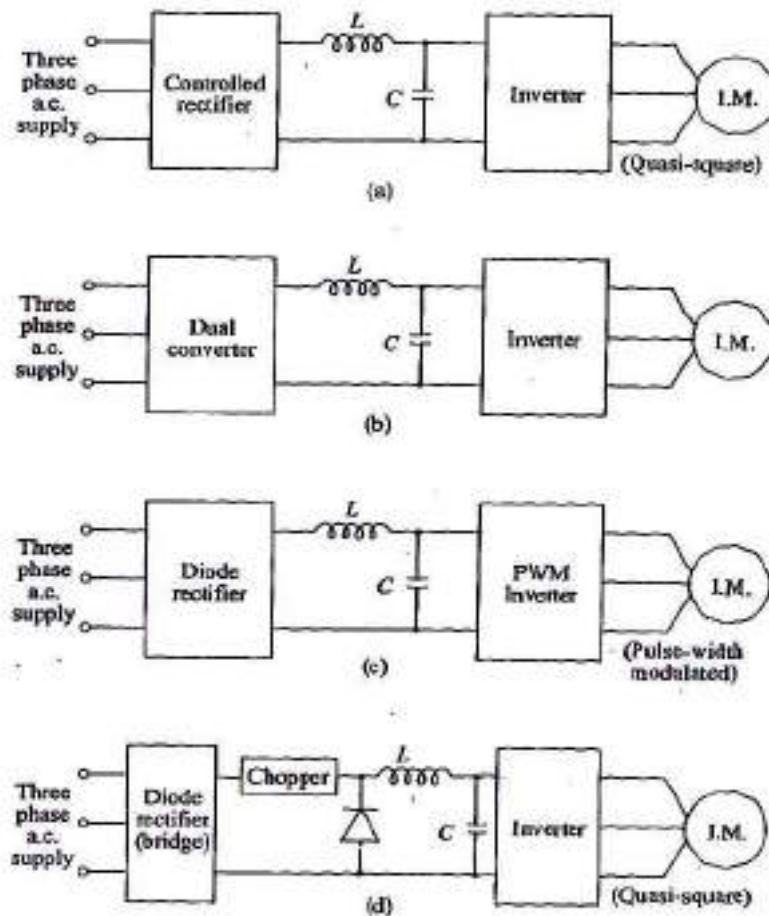 Three
phase
a.c.
supply
Controlled
rectifier
L
C
Inverter
I.M.
(Quasi-square)
(a)
Three
phase
a.c.
supply
Dual
converter
L
C
Inverter
I.M.
(b)
Three
phase
a.c.
supply
Diode
rectifier
L
C
PWM
Inverter
I.M.
(Pulse-width
modulated)
(c)
Three
phase
a.c.
supply
Diode
rectifier
(bridge)
Chopper
L
C
Inverter
I.M.
(Quasi-square)
(d)